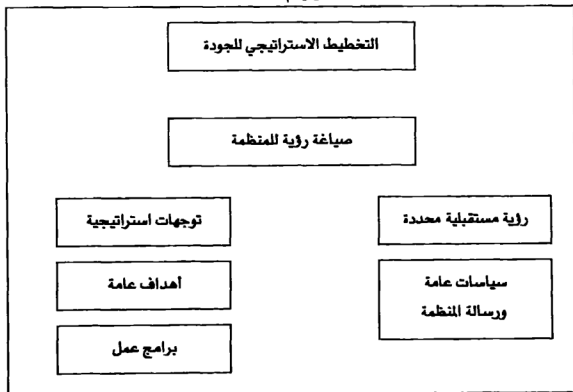 التخطيط الاستراتيجي للجودة
صياغة رؤية للمنظمة
رؤية مستقبلية محددة
توجهات استراتيجية
سياسات عامة
ورسالة المنظمة
أهداف عامة
برامج عمل